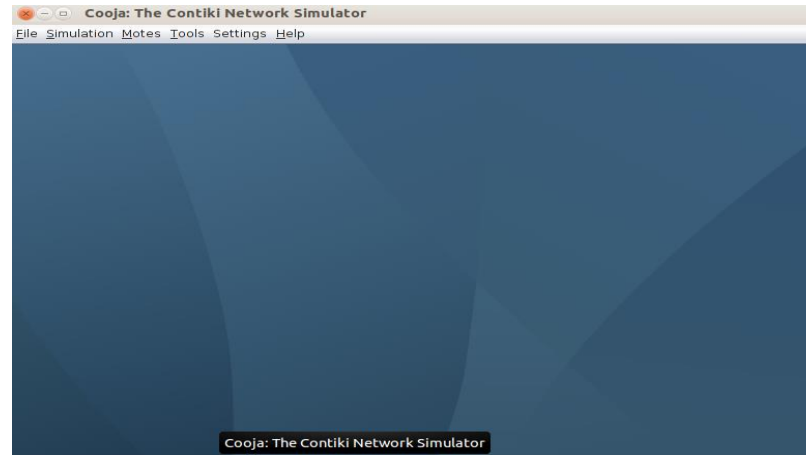 Cooja: The Contiki Network Simulator
File Simulation Motes Tools Settings Help
Cooja: The Contiki Network Simulator